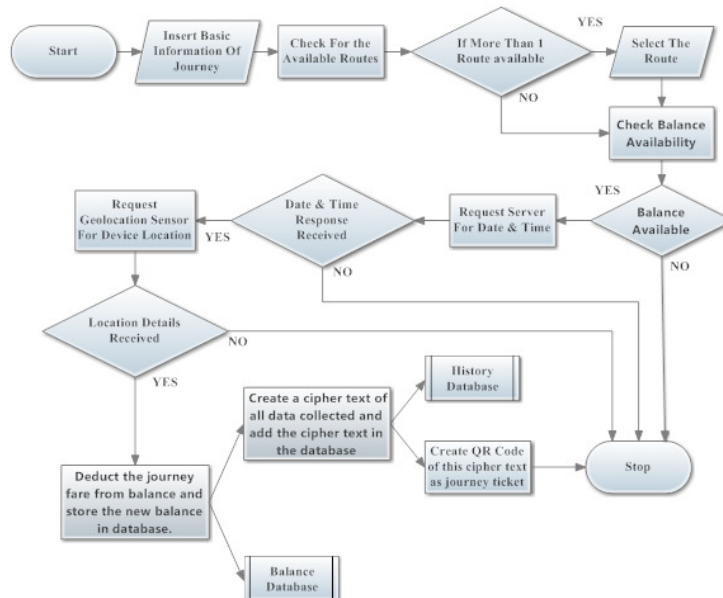 Start
Insert Basic
Information Of
Journey
Check For the
Available Routes
If More Than 1
Route available
YES
Select The
Route
NO
Check Balance
Availability
Balance
Available
YES
NO
Request Server
For Date & Time
Date & Time
Response
Received
YES
NO
Request
Geolocation Sensor
For Device Location
Location Details
Received
NO
YES
Deduct the journey
fare from balance and
store the new balance
in database.
Create a cipher text of
all data collected and
add the cipher text in
the database
History
Database
Create QR Code
of this cipher text
as journey ticket
Stop
Balance
Database